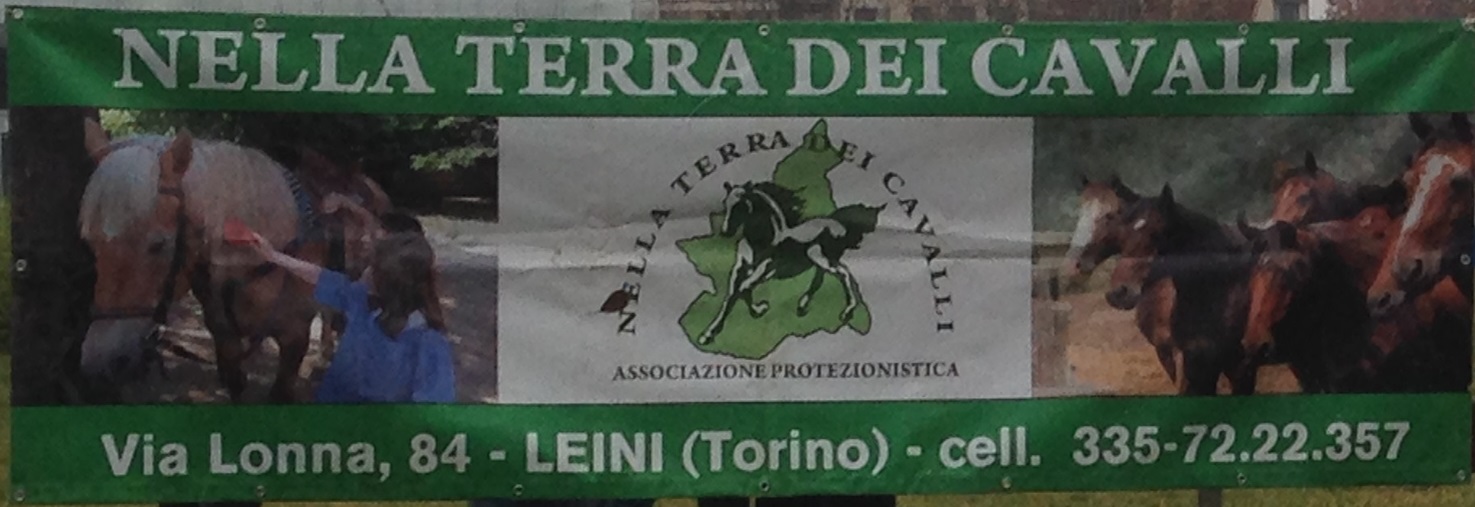 NELLA TERRA DEI CAVALLI
NELLA TERRA DEI CAVALLI
ASSOCIAZIONE PROTEZIONISTICA
Via Lonna, 84 - LEINI (Torino) - cell. 335-72.22.357